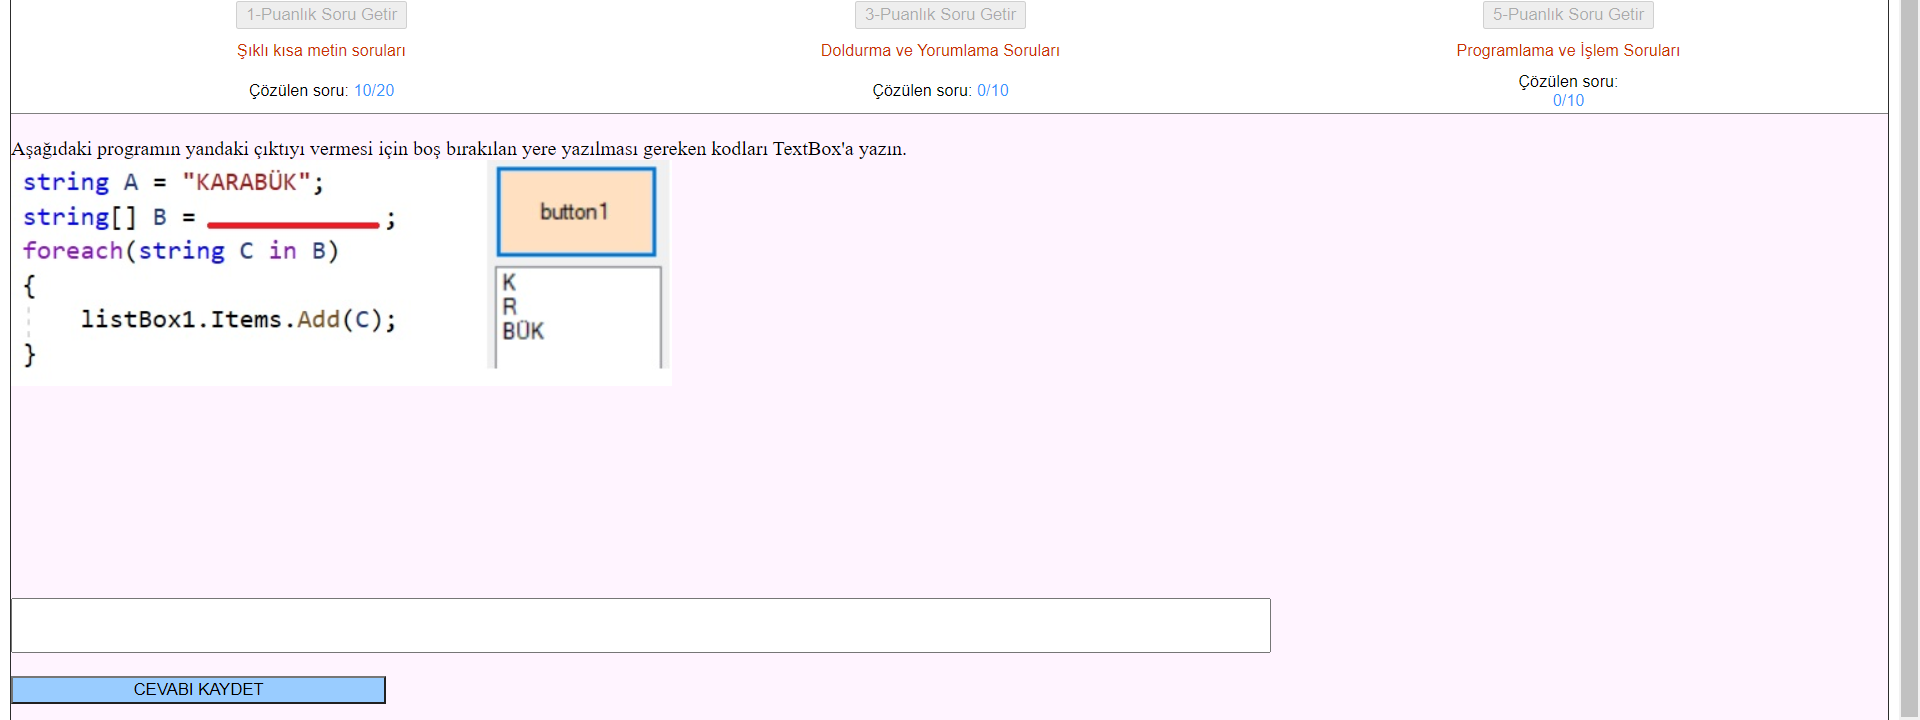 1-Puanlık Soru Getir
3-Puanlık Soru Getir
5-Puanlık Soru Getir
Şıklı kısa metin soruları
Doldurma ve Yorumlama Soruları
Programlama ve İşlem Soruları
Çözülen soru: 10/20
Çözülen soru: 0/10
Çözülen soru:
0/10
Aşağıdaki programın yandaki çıktıyı vermesi için boş bırakılan yere yazılması gereken kodları TextBox'a yazın.
string A = "KARABÜK";
string[] B = ;
foreach(string C in B)
{
listBox1.Items.Add(C);
}
button1
K
R
BÜK
CEVABI KAYDET